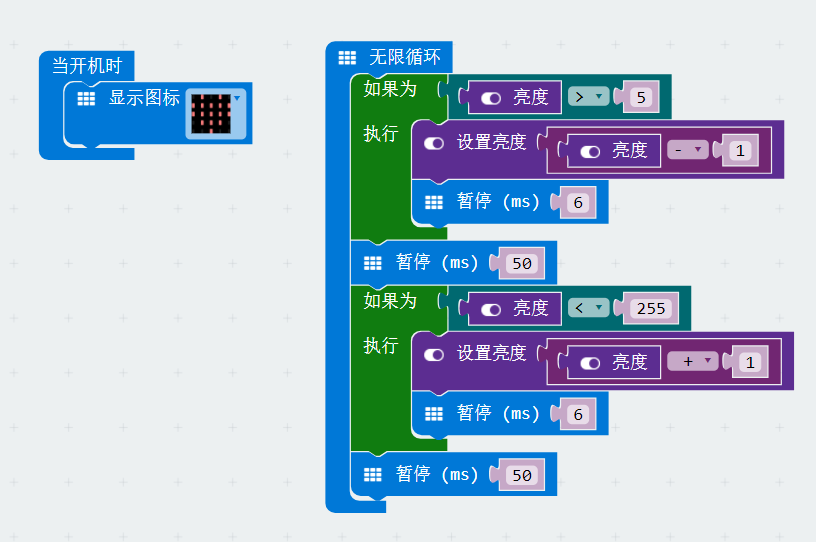 当开机时
显示图标
无限循环
如果为 亮度 > 5
执行 设置亮度 亮度 - 1
暂停 (ms) 6
暂停 (ms) 50
如果为 亮度 < 255
执行 设置亮度 亮度 + 1
暂停 (ms) 6
暂停 (ms) 50